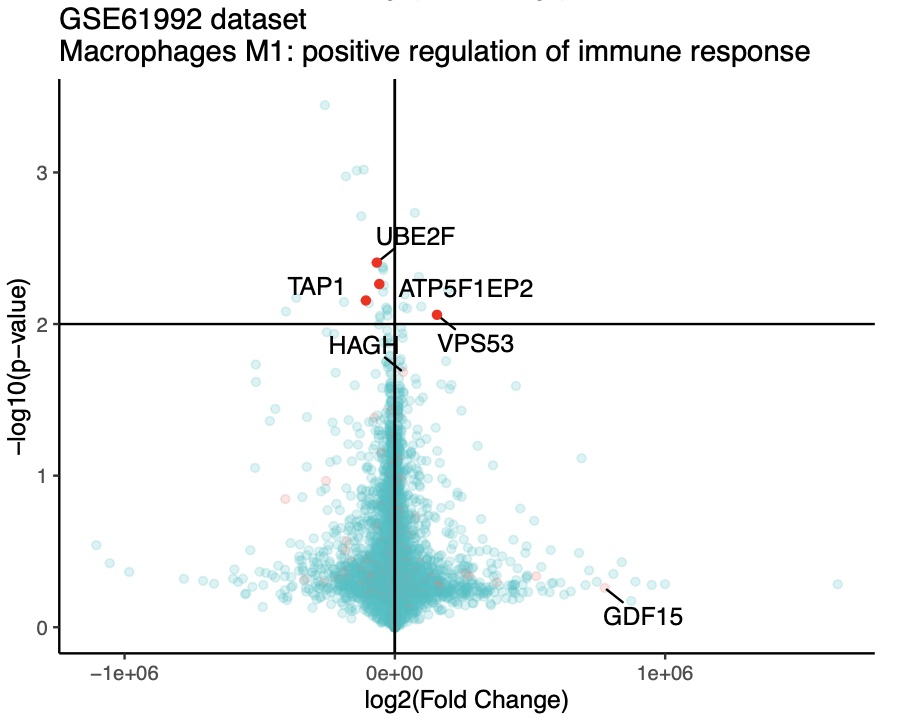 GSE61992 dataset
Macrophages M1: positive regulation of immune response
3
UBE2F
TAP1
ATP5F1EP2
2
VPS53
HAGH
1
GDF15
0
−1e+06
0e+00
1e+06
log2(Fold Change)
−log10(p−value)